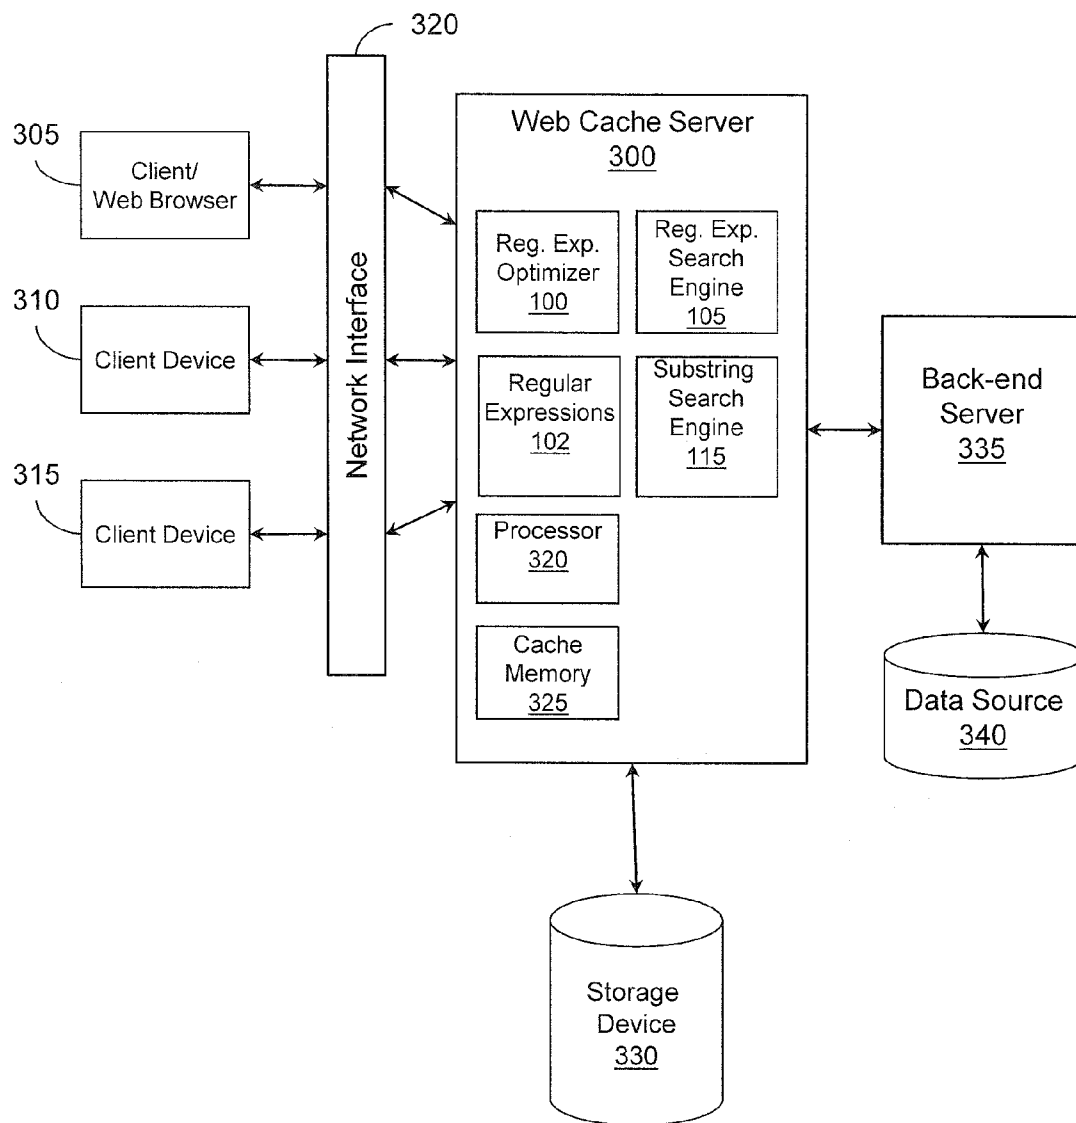 320
305
Client/
Web Browser
310
Client Device
315
Client Device
Network Interface
Web Cache Server
300
Reg. Exp.
Optimizer
100
Reg. Exp.
Search
Engine
105
Regular
Expressions
102
Substring
Search
Engine
115
Processor
320
Cache
Memory
325
Back-end
Server
335
Data Source
340
Storage
Device
330